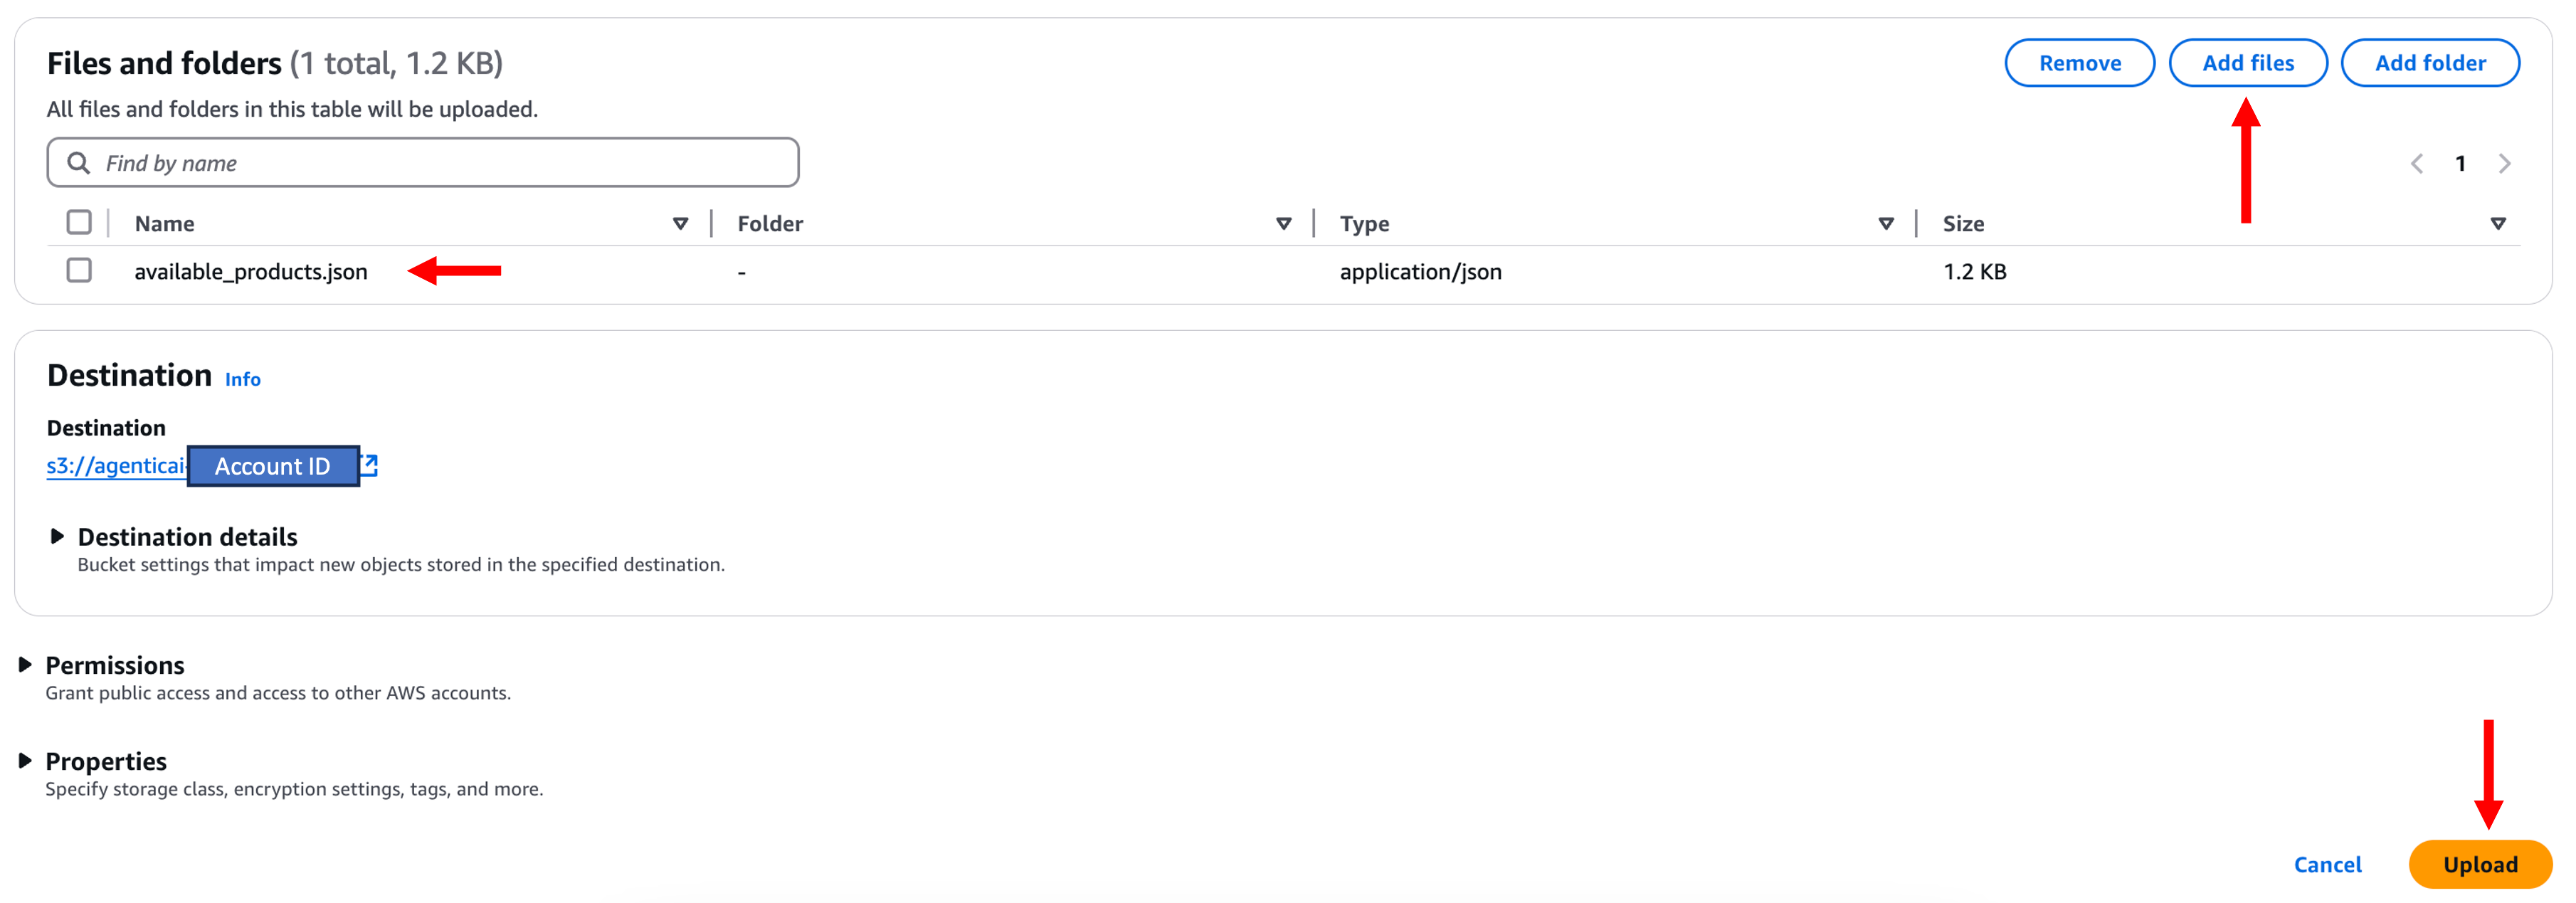 Files and folders (1 total, 1.2 KB)
Remove
Add files
Add folder
All files and folders in this table will be uploaded.
Find by name
1
Name
Folder
Type
Size
available_products.json
-
application/json
1.2 KB
Destination Info
Destination
s3://agenticai- Account ID
Destination details
Bucket settings that impact new objects stored in the specified destination.
Permissions
Grant public access and access to other AWS accounts.
Properties
Specify storage class, encryption settings, tags, and more.
Cancel
Upload